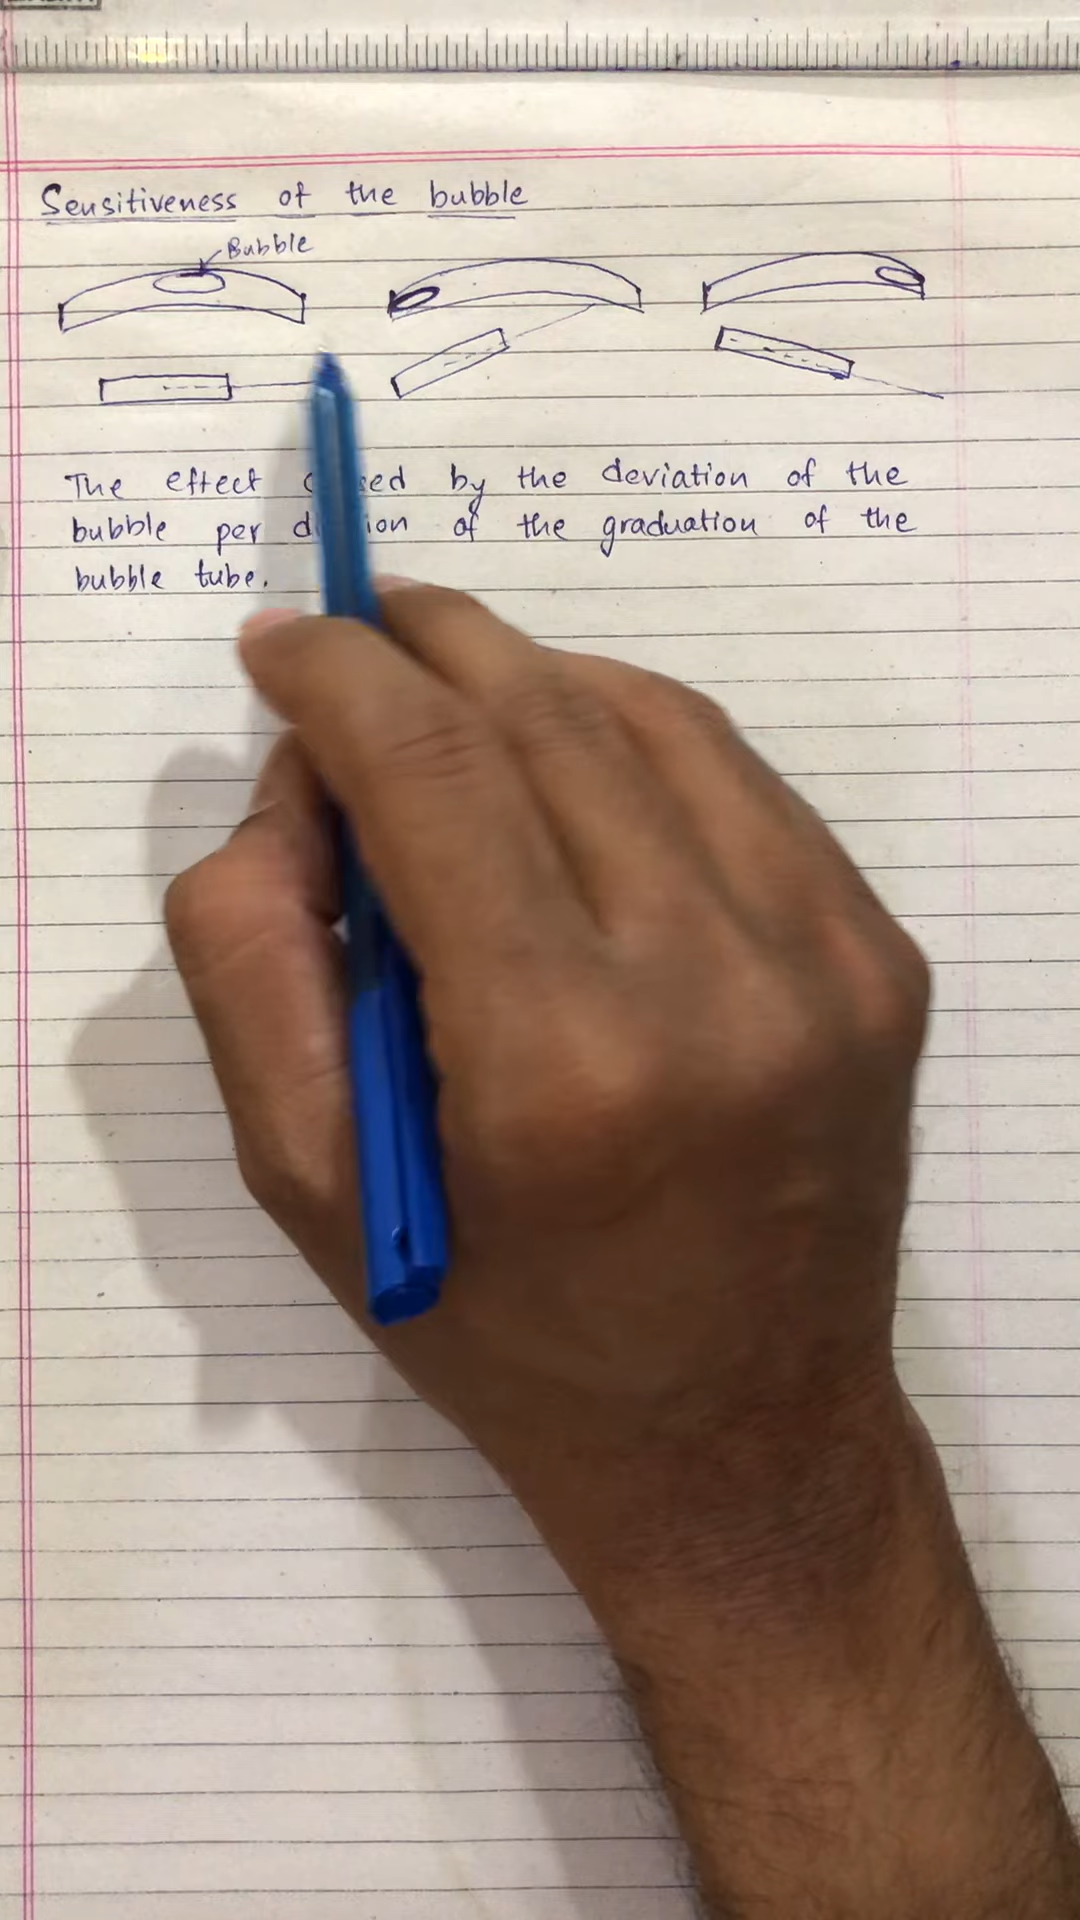 Sensitiveness of the bubble
Bubble
The effect by the deviation of the
bubble per of the graduation of the
bubble tube.